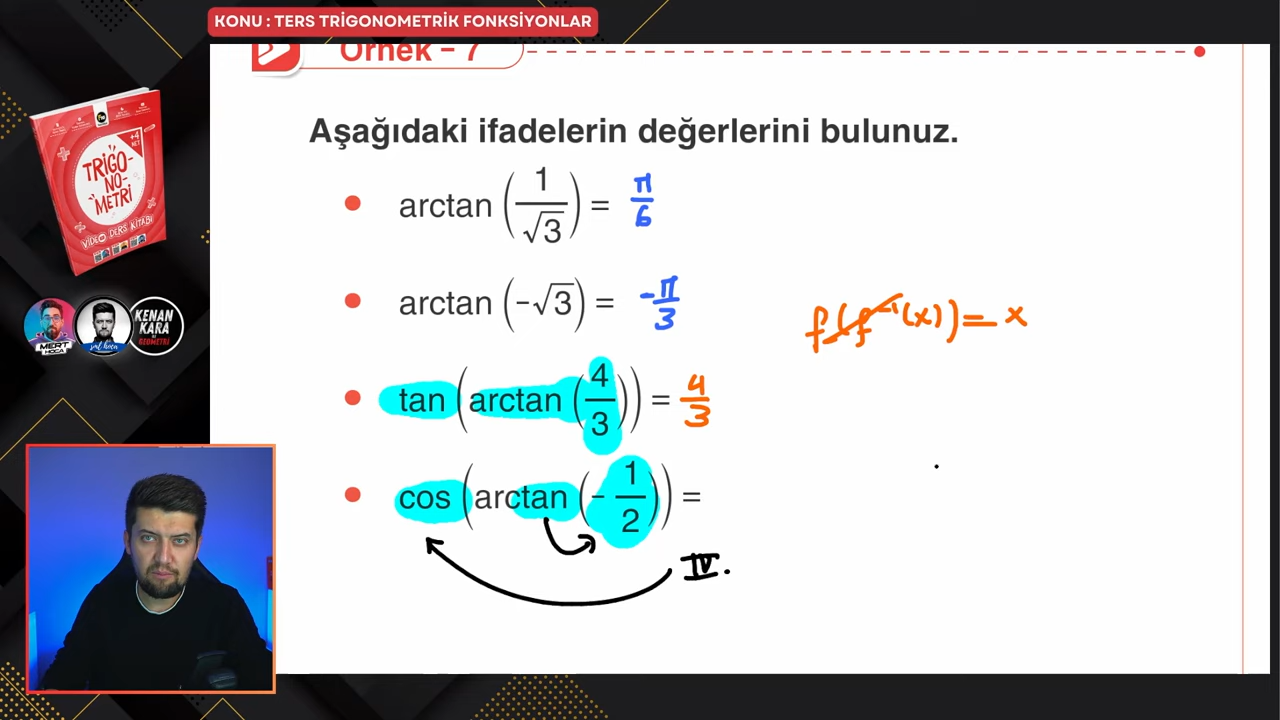 KONU : TERS TRİGONOMETRİK FONKSİYONLAR
Örnek – 7
Aşağıdaki ifadelerin değerlerini bulunuz.
arctan (1/√3) = π/6
arctan (−√3) = -π/3
f(f⁻¹(x)) = x
tan (arctan (4/3)) = 4/3
cos (arctan (−1/2)) =
IV.
+4 NET
TRİGO-
NO-
METRİ
VİDEO DERS KİTABI
MERT HOCA
KENAN
KARA
GEOMETRİ